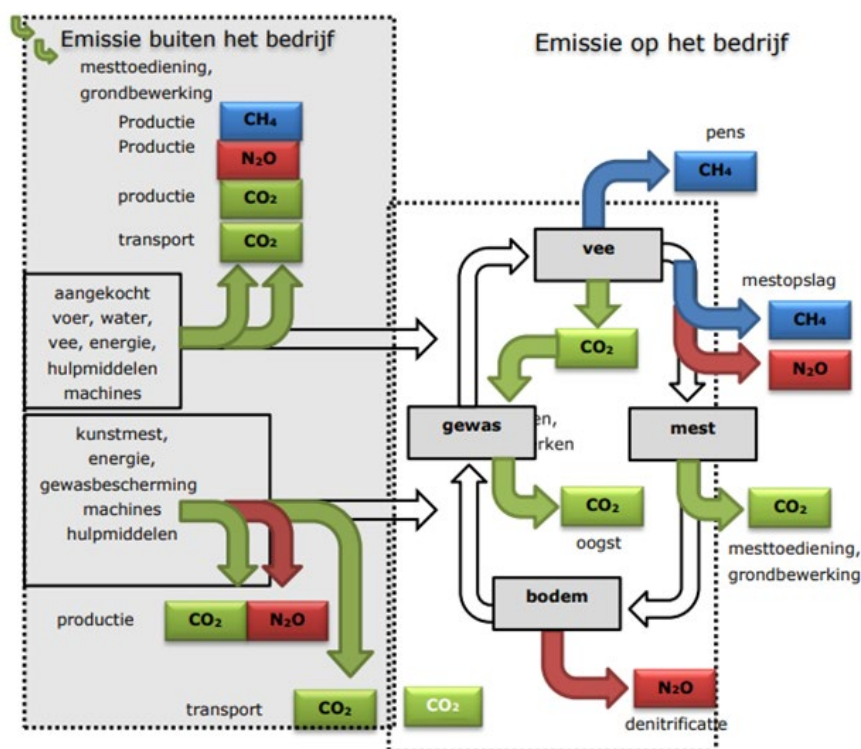 Emissie buiten het bedrijf
mesttoediening,
grondbewerking
Productie
CH₄
Productie
N₂O
productie
CO₂
transport
CO₂
aangekocht
voer, water,
vee, energie,
hulpmiddelen
machines
kunstmest,
energie,
gewasbescherming
machines
hulpmiddelen
productie
CO₂
N₂O
transport
CO₂
CO₂
Emissie op het bedrijf
pens
CH₄
vee
mestopslag
CH₄
N₂O
CO₂
gewas
mest
CO₂
oogst
CO₂
mesttoediening,
grondbewerking
bodem
N₂O
denitrificatie